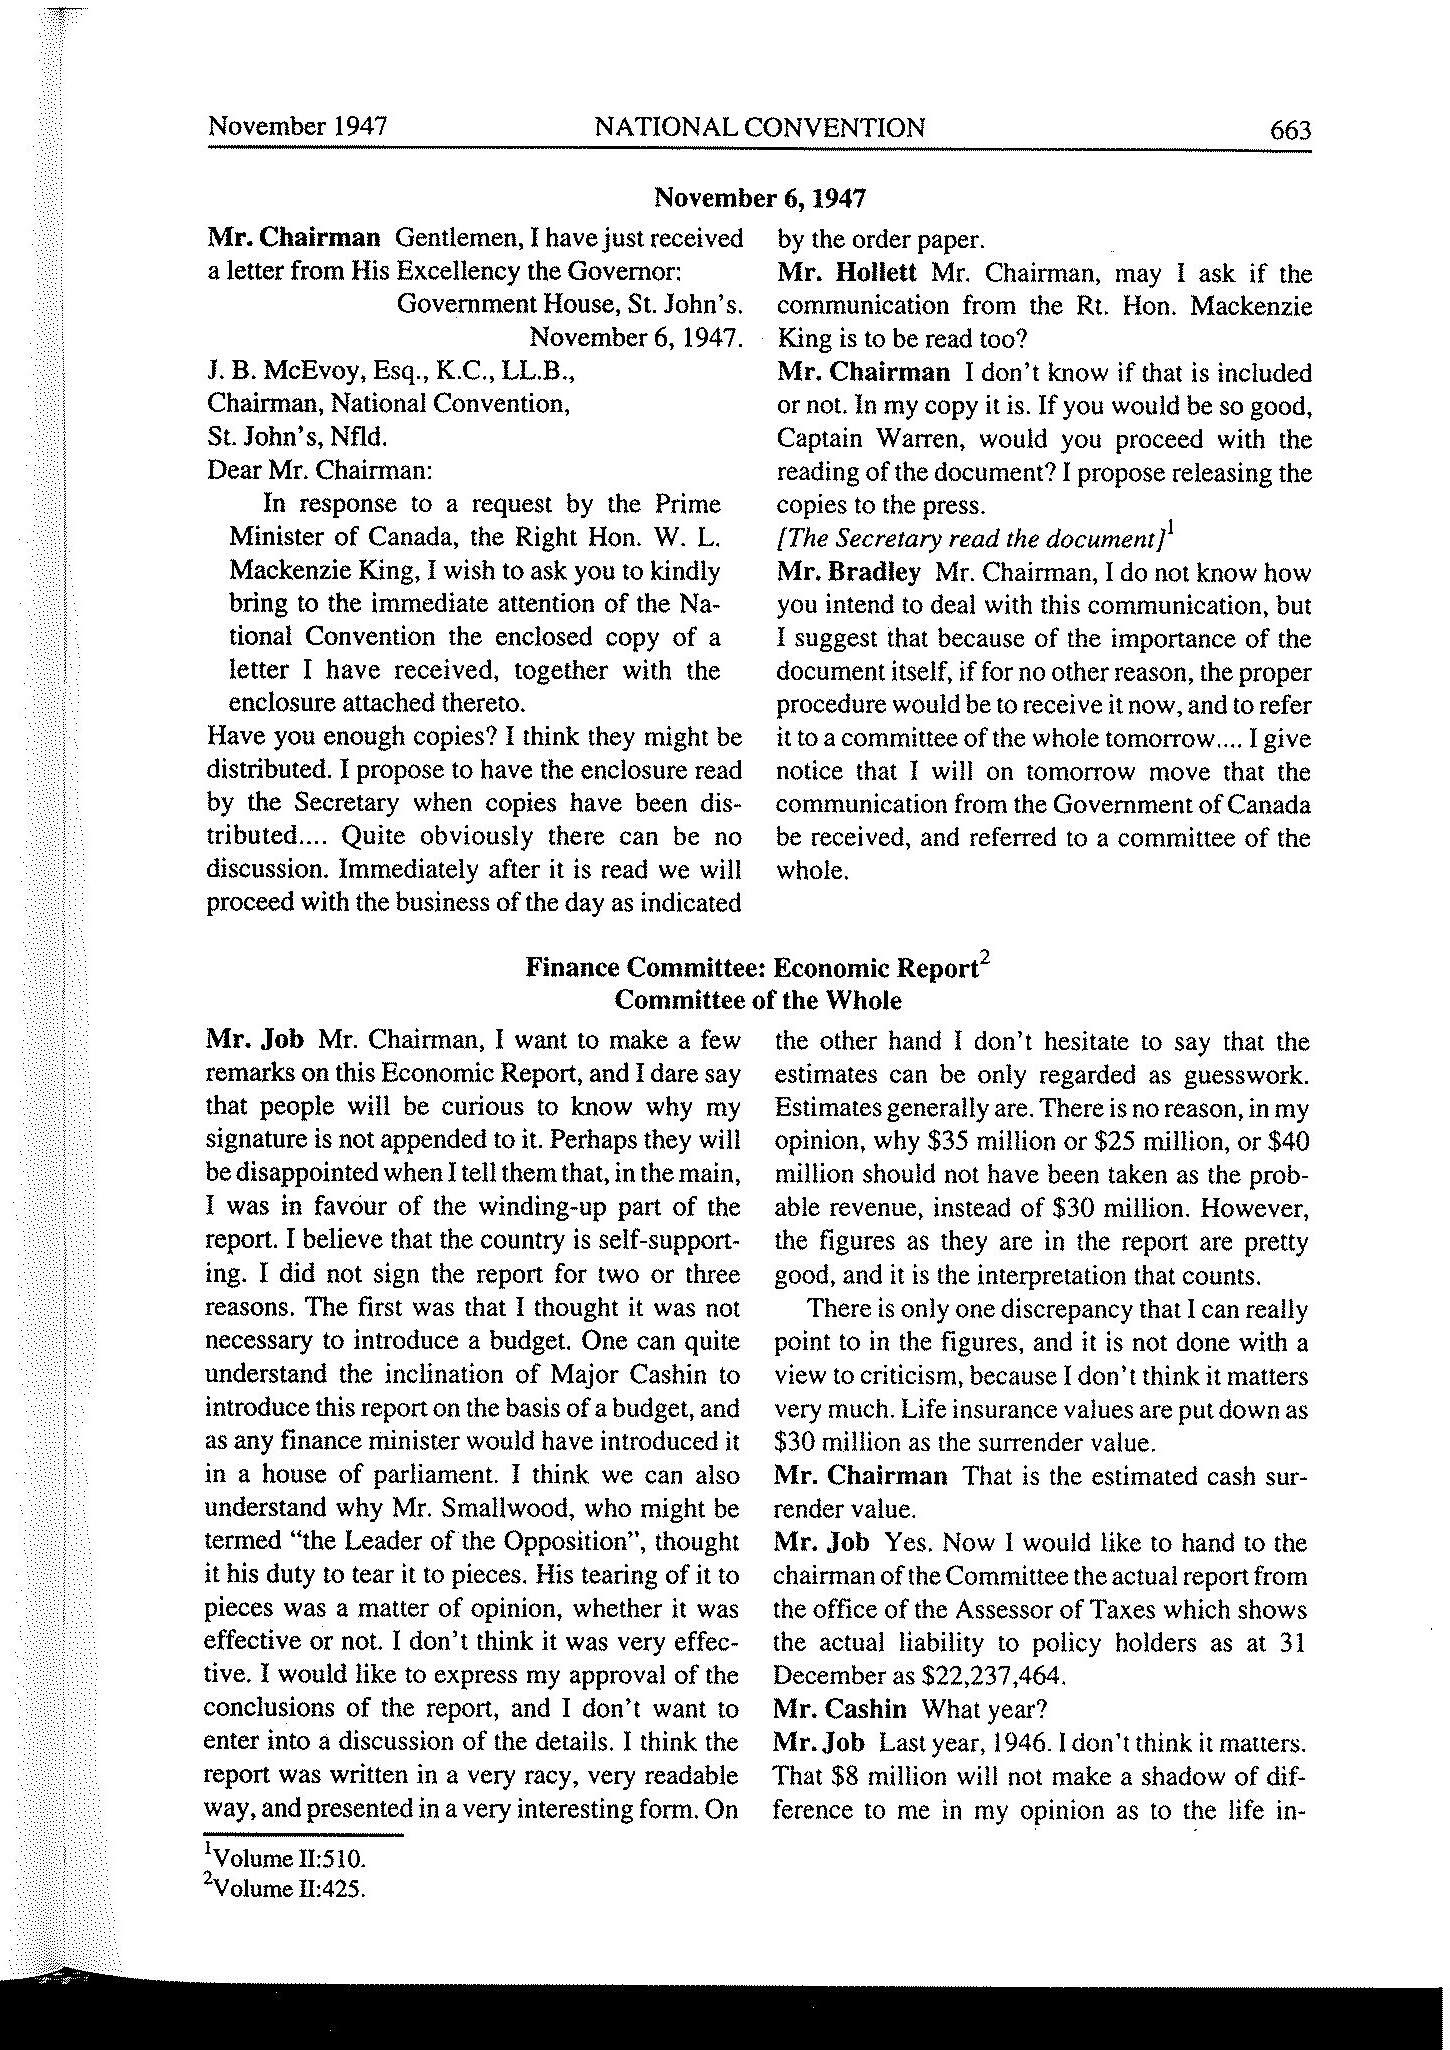 November 1947 NATIONAL CONVENTION 663
November 6, 1947
Mr. Chairman Gentlemen, I have just received
a letter from His Excellency the Governor:
Government House, St. John's.
November 6, 1947.
J. B. McEvoy, Esq., K.C., LL.B.,
Chairman, National Convention,
St. John's, Nfld.
Dear Mr. Chairman:
In response to a request by the Prime
Minister of Canada, the Right Hon. W. L.
Mackenzie King, I wish to ask you to kindly
bring to the immediate attention of the Na-
tional Convention the enclosed copy of a
letter I have received, together with the
enclosure attached thereto.
Have you enough copies? I think they might be
distributed. I propose to have the enclosure read
by the Secretary when copies have been dis-
tributed.... Quite obviously there can be no
discussion. Immediately after it is read we will
proceed with the business of the day as indicated
by the order paper.
Mr. Hollett Mr. Chairman, may I ask if the
communication from the Rt. Hon. Mackenzie
King is to be read too?
Mr. Chairman I don't know if that is included
or not. In my copy it is. If you would be so good,
Captain Warren, would you proceed with the
reading of the document? I propose releasing the
copies to the press.
[The Secretary read the document]1
Mr. Bradley Mr. Chairman, I do not know how
you intend to deal with this communication, but
I suggest that because of the importance of the
document itself, if for no other reason, the proper
procedure would be to receive it now, and to refer
it to a committee of the whole tomorrow.... I give
notice that I will on tomorrow move that the
communication from the Government of Canada
be received, and referred to a committee of the
whole.
Finance Committee: Economic Report2
Committee of the Whole
Mr. Job Mr. Chairman, I want to make a few
remarks on this Economic Report, and I dare say
that people will be curious to know why my
signature is not appended to it. Perhaps they will
be disappointed when I tell them that, in the main,
I was in favour of the winding-up part of the
report. I believe that the country is self-support-
ing. I did not sign the report for two or three
reasons. The first was that I thought it was not
necessary to introduce a budget. One can quite
understand the inclination of Major Cashin to
introduce this report on the basis of a budget, and
as any finance minister would have introduced it
in a house of parliament. I think we can also
understand why Mr. Smallwood, who might be
termed "the Leader of the Opposition", thought
it his duty to tear it to pieces. His tearing of it to
pieces was a matter of opinion, whether it was
effective or not. I don't think it was very effec-
tive. I would like to express my approval of the
conclusions of the report, and I don't want to
enter into a discussion of the details. I think the
report was written in a very racy, very readable
way, and presented in a very interesting form. On
the other hand I don't hesitate to say that the
estimates can be only regarded as guesswork.
Estimates generally are. There is no reason, in my
opinion, why $35 million or $25 million, or $40
million should not have been taken as the prob-
able revenue, instead of $30 million. However,
the figures as they are in the report are pretty
good, and it is the interpretation that counts.
There is only one discrepancy that I can really
point to in the figures, and it is not done with a
view to criticism, because I don't think it matters
very much. Life insurance values are put down as
$30 million as the surrender value.
Mr. Chairman That is the estimated cash sur-
render value.
Mr. Job Yes. Now I would like to hand to the
chairman of the Committee the actual report from
the office of the Assessor of Taxes which shows
the actual liability to policy holders as at 31
December as $22,237,464.
Mr. Cashin What year?
Mr. Job Last year, 1946. I don't think it matters.
That $8 million will not make a shadow of dif-
ference to me in my opinion as to the life in-
1Volume II:510.
2Volume II:425.